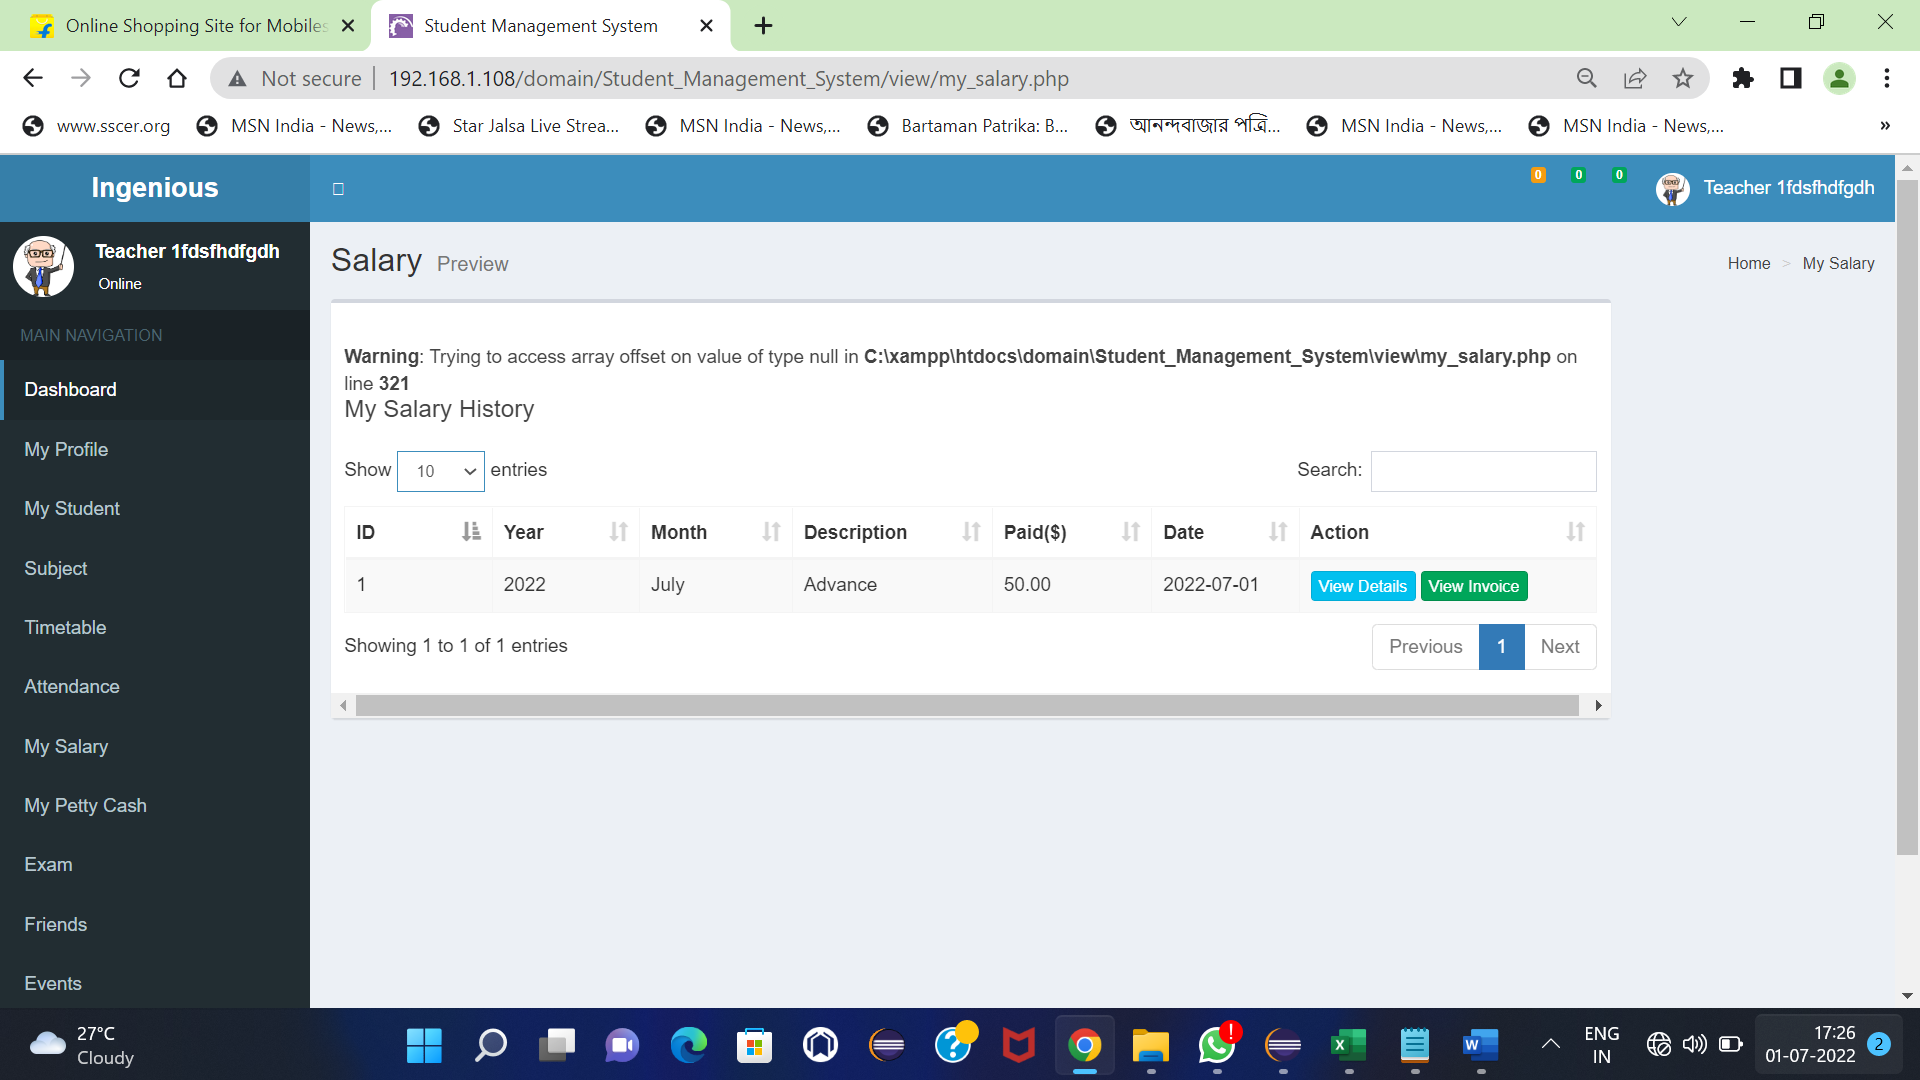 Online Shopping Site for Mobiles
Student Management System
Not secure
192.168.1.108/domain/Student_Management_System/view/my_salary.php
www.sscer.org
MSN India - News,...
Star Jalsa Live Strea...
MSN India - News,...
Bartaman Patrika: B...
আনন্দবাজার পত্রি...
MSN India - News,...
MSN India - News,...
»
Ingenious
0
0
0
Teacher 1fdsfhdfgdh
Teacher 1fdsfhdfgdh
Online
MAIN NAVIGATION
Dashboard
My Profile
My Student
Subject
Timetable
Attendance
My Salary
My Petty Cash
Exam
Friends
Events
Salary Preview
Home > My Salary
Warning: Trying to access array offset on value of type null in C:\xampp\htdocs\domain\Student_Management_System\view\my_salary.php on
line 321
My Salary History
Show 10 entries
Search:
ID Year Month Description Paid($) Date Action
1 2022 July Advance 50.00 2022-07-01 View Details View Invoice
Showing 1 to 1 of 1 entries
Previous 1 Next
27°C
Cloudy
ENG
IN
17:26
01-07-2022
2